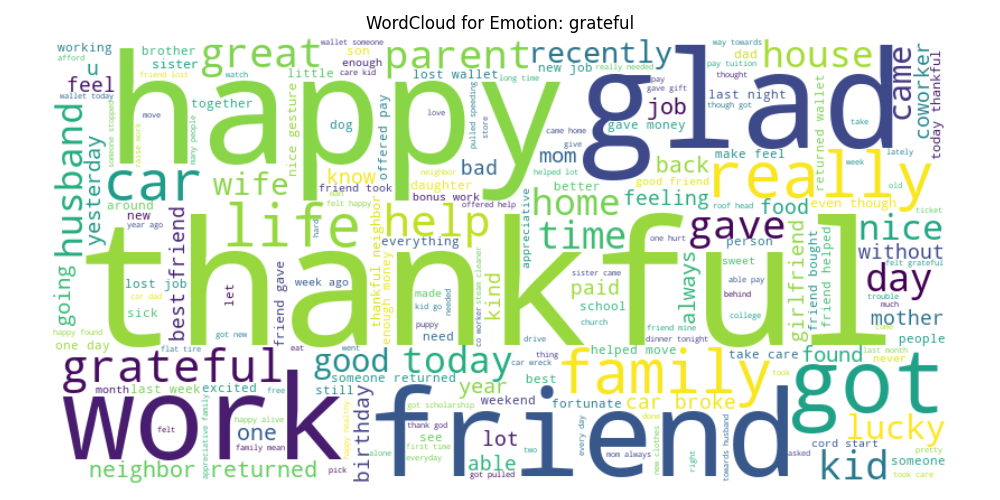 WordCloud for Emotion: grateful
working
afford
brother
sister
great
wallet someone
son
enough
care kid
parent
recently
way towards
dad
house
came
coworker
u
feel
watch
friend lost
little
lost wallet
long time
new job
really needed
pay
pay tuition
thought
glad
happy
wallet today
together
nice gesture
offered pay
pulled speeding
gave gift
job
last night
though got
returned wallet
today thankful
husband
yesterday
someone stopped
move
raise work
many people
dog
love
store
gave money
take
car
wife
know
friend took
bad
mom
give
back
make feel
week
lately
really
around
new
year ago
best friend
man
felt happy
daughter
bonus work
neighbor
offered help
came home
helped lot
better
good friend
home
feeling
roof head
food
even though
old
ticket
life
hard
thankful neighbor
help
appreciative
time
one hurt
gave
person
nice
going
everything
always
sweet
girlfriend
friend bought
friend helped
without
felt grateful
thankful
lost job
sick
car dad
let
friend gave
week ago
enough money
made
kid go
needed
puppy
need
co worker
steam cleaner
kind
sister came
paid
school
church
able pay
behind
college
day
trouble
much
mother
people
come
happy found
one day
flat tire
got new
eat
went
drive
friend mine
dinner tonight
helped move
take care
found
last month
never
grateful
good
today
someone returned
year
thing
car wreck
best
family
took
got
month
last week
excited
free
still
weekend
fortunate
car broke
lucky
pretty
work
felt
one
happy alive
family mean
birthday
happy healthy
got scholarship
thank god
see
first time
everyday
friend
lot
able
two
every day
mom always
done
new clothes
right
towards husband
asked
cord start
kid
someone
took care
neighbor returned
appreciative family
pick
alone
got pulled